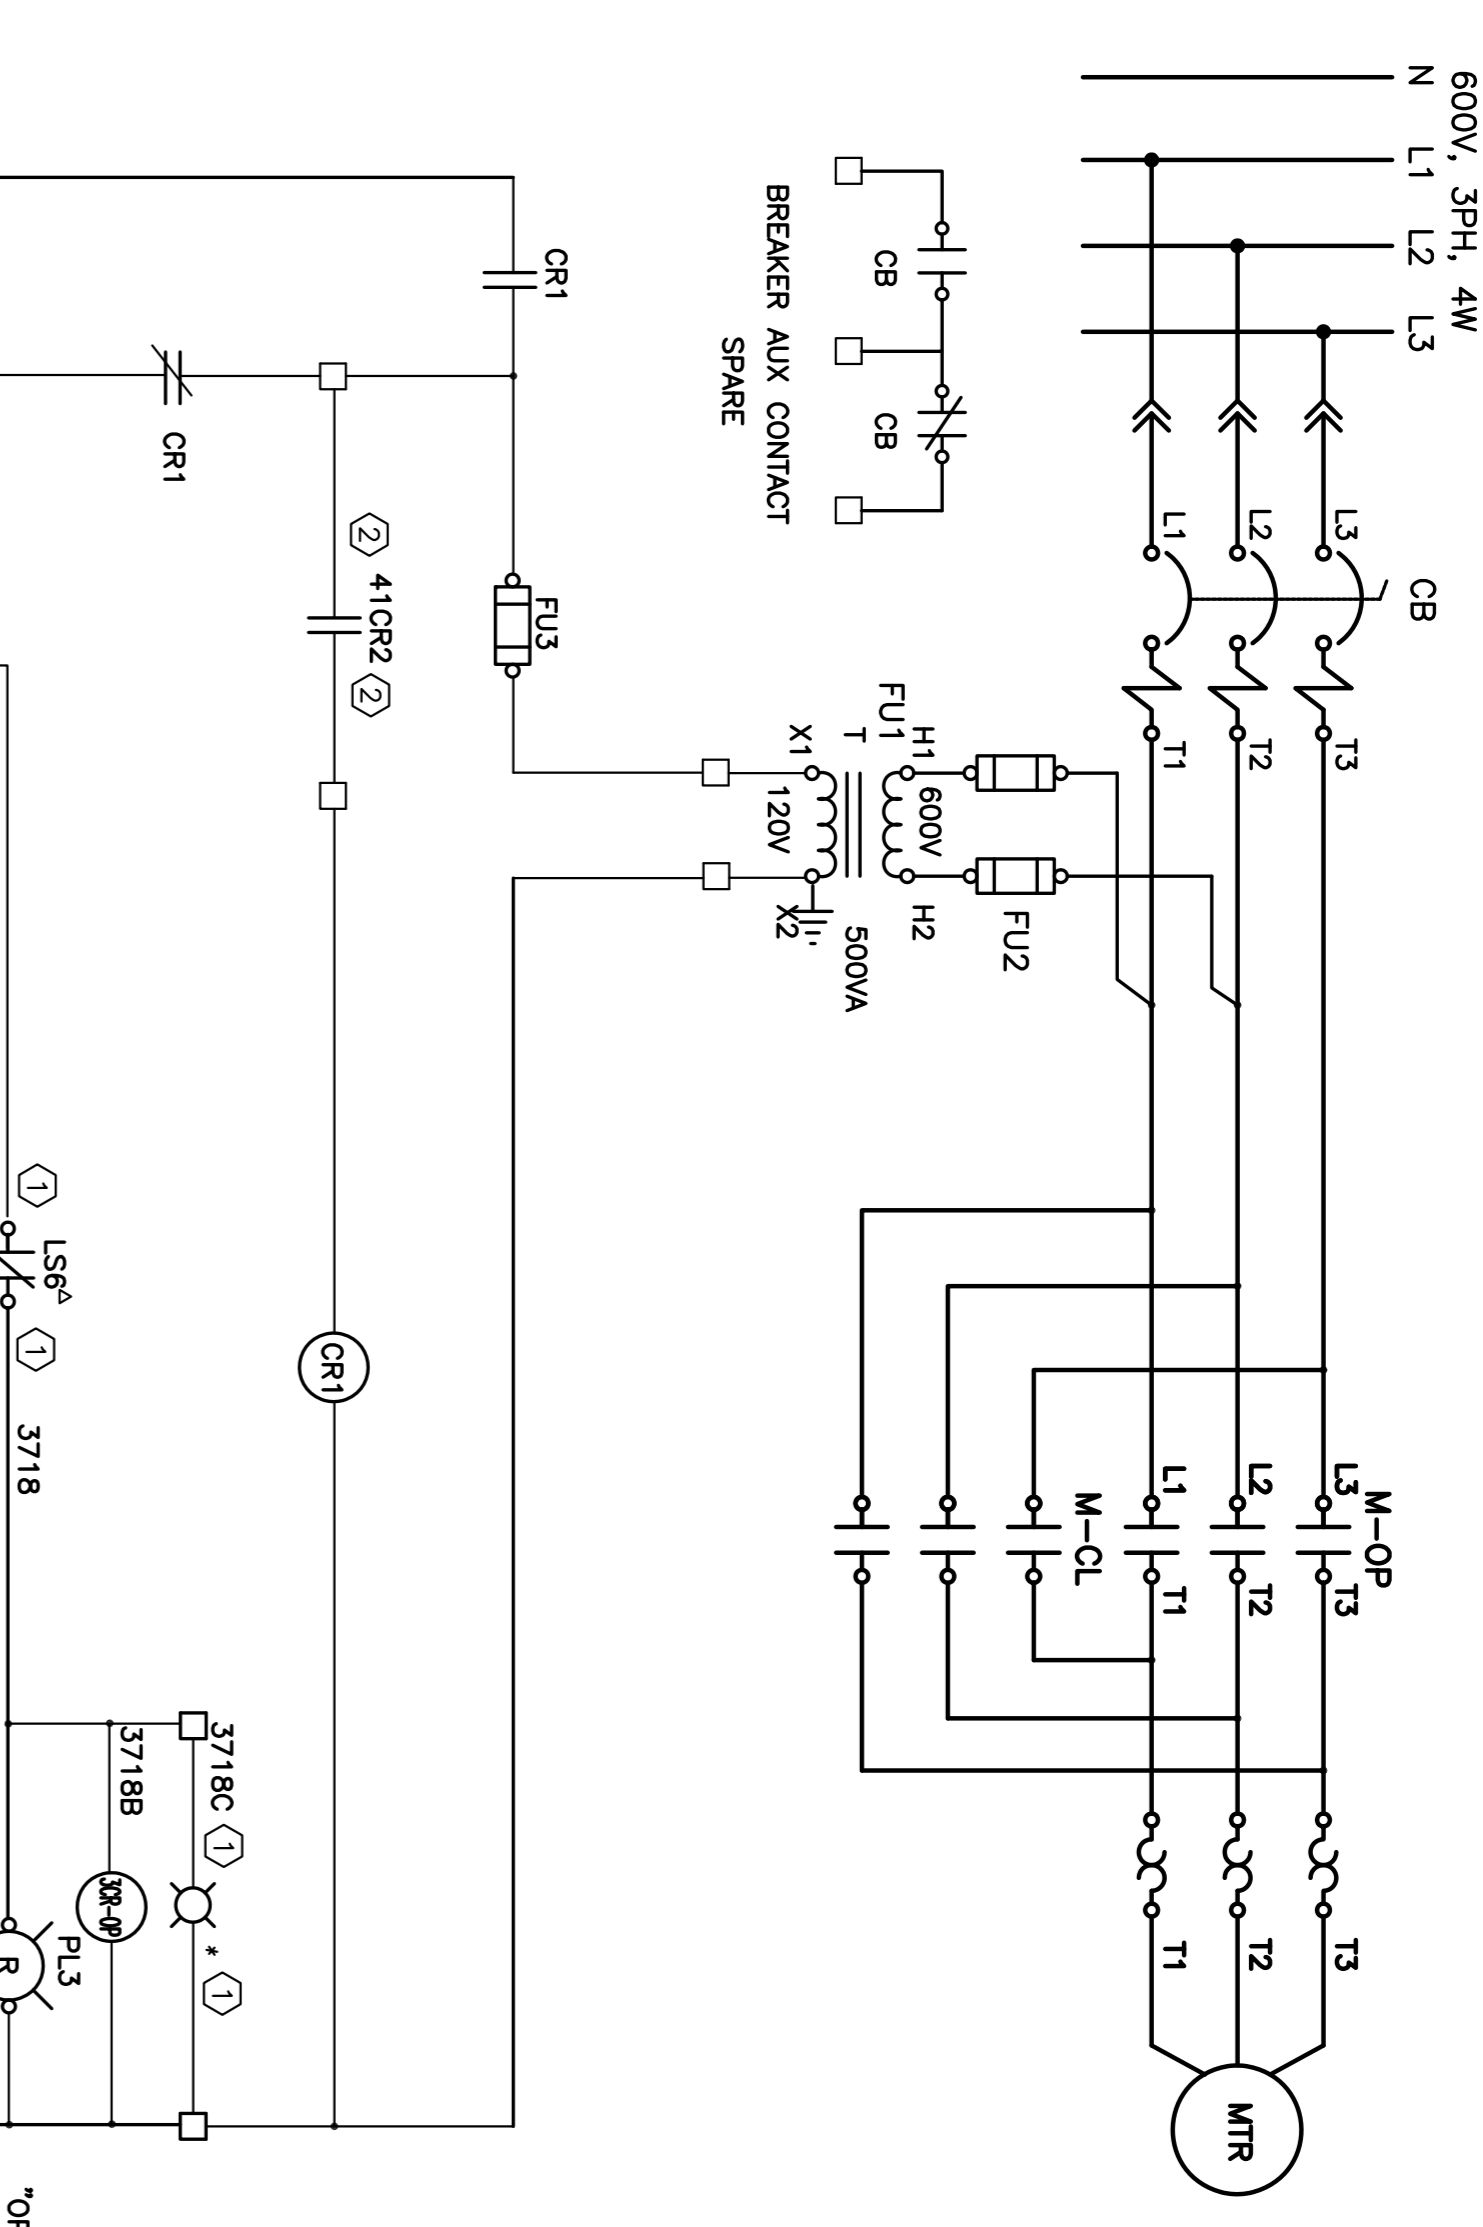 600V, 3PH, 4W
N
L1
L2
L3
CB
L3
T3
L2
T2
L1
T1
M-OP
L3
T3
L2
T2
L1
T1
M-CL
T3
T2
T1
MTR
CB
CB
BREAKER AUX CONTACT
SPARE
FU2
FU1
H1
600V
H2
T
500VA
X1
120V
X2
CR1
FU3
2
41CR2
2
CR1
CR1
3718C
1
*
1
3718B
3CR-OP
1
LS6
1
3718
PL3
R